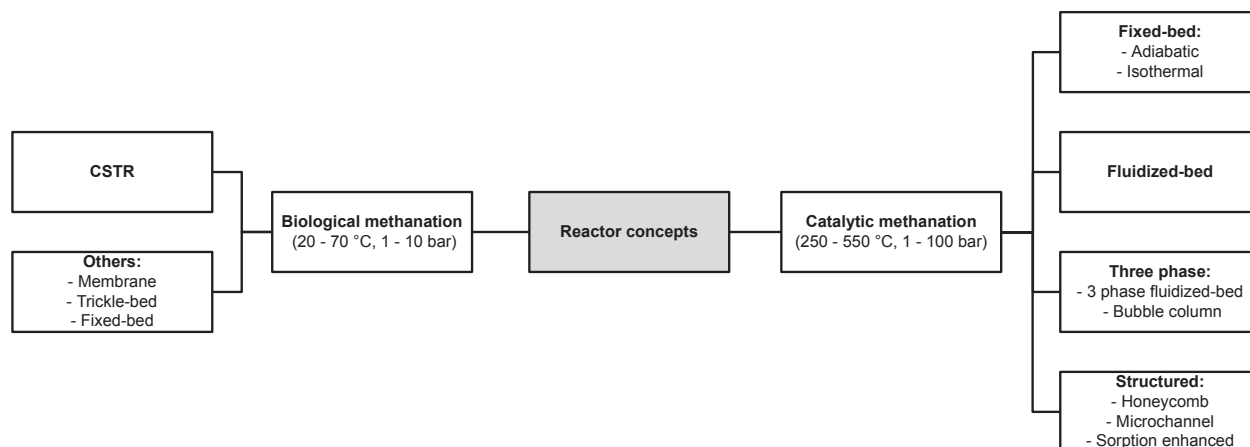 CSTR
Others:
- Membrane
- Trickle-bed
- Fixed-bed
Biological methanation
(20 - 70 °C, 1 - 10 bar)
Reactor concepts
Catalytic methanation
(250 - 550 °C, 1 - 100 bar)
Fixed-bed:
- Adiabatic
- Isothermal
Fluidized-bed
Three phase:
- 3 phase fluidized-bed
- Bubble column
Structured:
- Honeycomb
- Microchannel
- Sorption enhanced